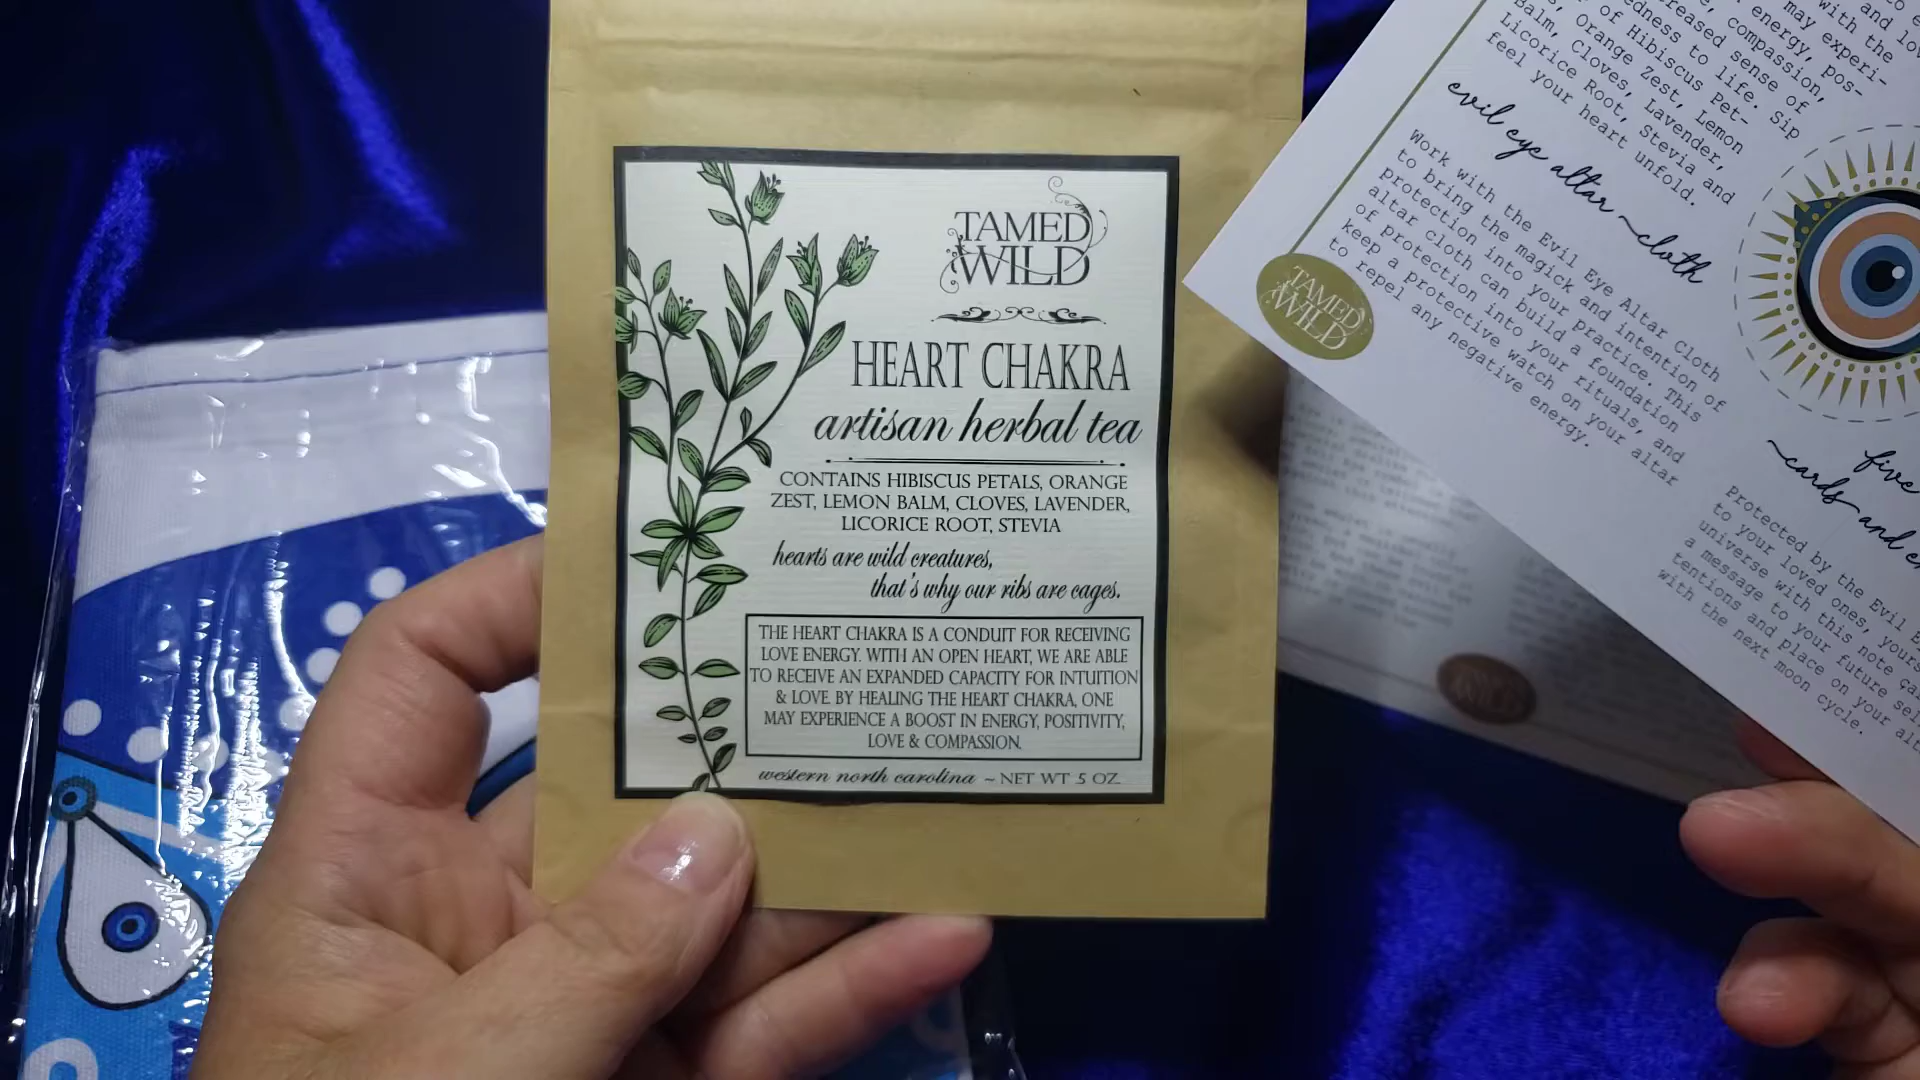 TAMED
WILD
HEART CHAKRA
artisan herbal tea
CONTAINS HIBISCUS PETALS, ORANGE
ZEST, LEMON BALM, CLOVES, LAVENDER,
LICORICE ROOT, STEVIA
hearts are wild creatures,
that's why our ribs are cages.
THE HEART CHAKRA IS A CONDUIT FOR RECEIVING
LOVE ENERGY. WITH AN OPEN HEART, WE ARE ABLE
TO RECEIVE AN EXPANDED CAPACITY FOR INTUITION
& LOVE. BY HEALING THE HEART CHAKRA, ONE
MAY EXPERIENCE A BOOST IN ENERGY, POSITIVITY,
LOVE & COMPASSION.
western north carolina ~ NET WT .5 OZ.
with the
may experi-
energy, pos-
compassion,
creased sense of
edness to life. Sip
of Hibiscus Pet-
Orange Zest, Lemon
Balm, Cloves, Lavender,
Licorice Root, Stevia and
feel your heart unfold.
evil eye altar cloth
Work with the Evil Eye Altar Cloth
to bring the magick and intention of
protection into your practice. This
altar cloth can build a foundation
of protection into your rituals, and
keep a protective watch on your altar
to repel any negative energy.
TAMED
WILD
five
cards and
Protected by the Evil
to your loved ones,
universe with this note
a message to your future
tentions and place on your
with the next moon cycle.